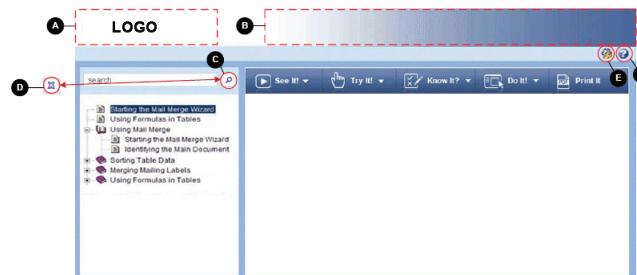 A
LOGO
B
C
D
search
E
See It!
Try It!
Know It?
Do It!
Print It
Starting the Mail Merge Wizard
Using Formulas in Tables
Using Mail Merge
Starting the Mail Merge Wizard
Identifying the Main Document
Sorting Table Data
Merging Mailing Labels
Using Formulas in Tables